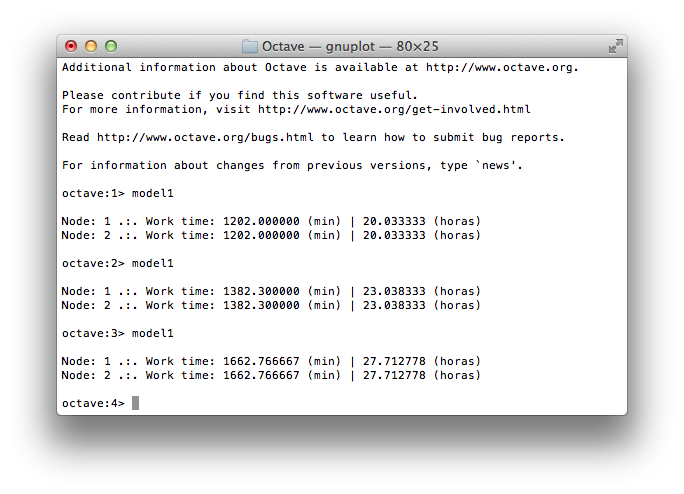 Octave — gnuplot — 80×25
Additional information about Octave is available at http://www.octave.org.
Please contribute if you find this software useful.
For more information, visit http://www.octave.org/get-involved.html
Read http://www.octave.org/bugs.html to learn how to submit bug reports.
For information about changes from previous versions, type `news'.
octave:1> model1
Node: 1 .:. Work time: 1202.000000 (min) | 20.033333 (horas)
Node: 2 .:. Work time: 1202.000000 (min) | 20.033333 (horas)
octave:2> model1
Node: 1 .:. Work time: 1382.300000 (min) | 23.038333 (horas)
Node: 2 .:. Work time: 1382.300000 (min) | 23.038333 (horas)
octave:3> model1
Node: 1 .:. Work time: 1662.766667 (min) | 27.712778 (horas)
Node: 2 .:. Work time: 1662.766667 (min) | 27.712778 (horas)
octave:4>